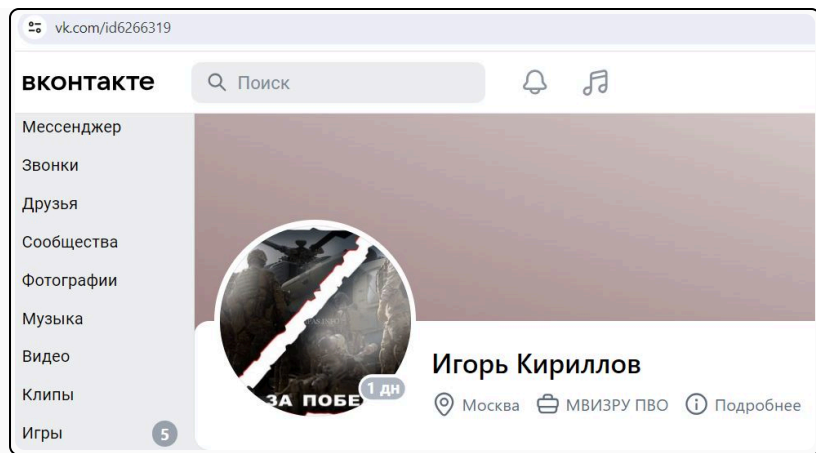 vk.com/id6266319
вконтакте
Поиск
Мессенджер
Звонки
Друзья
Сообщества
Фотографии
Музыка
Видео
Клипы
Игры 5
ЗА ПОБЕ
1 дн
Игорь Кириллов
Москва МВИЗРУ ПВО Подробнее